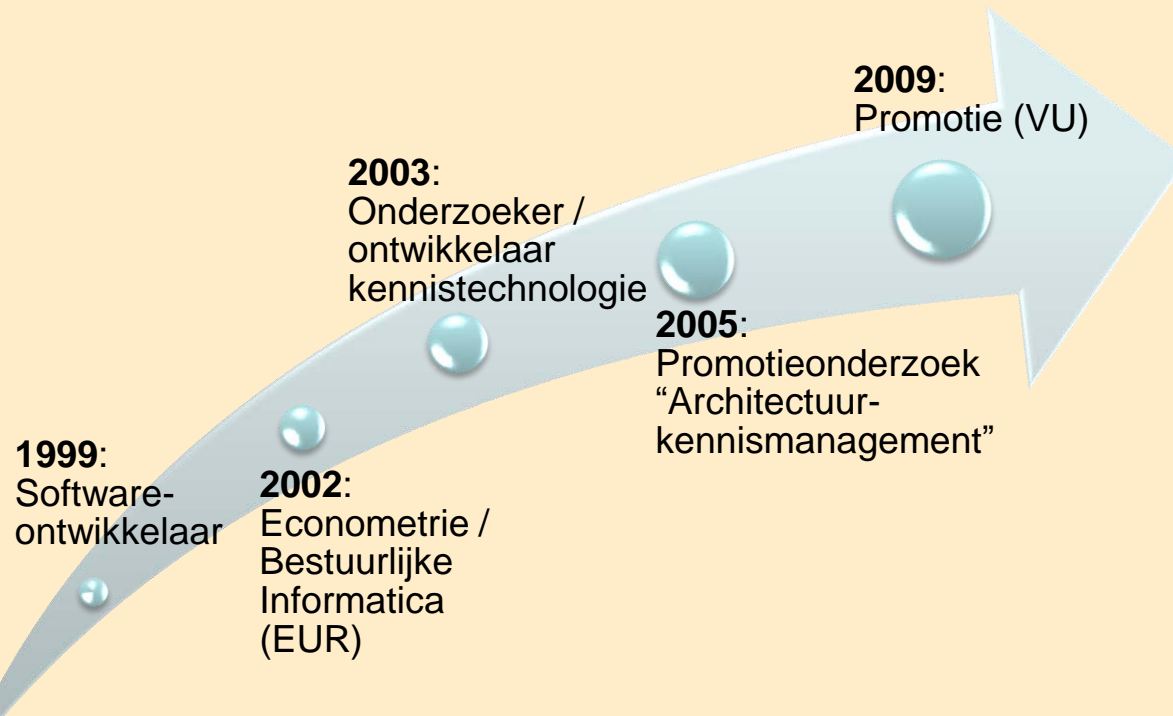 1999:
Software-
ontwikkelaar
2002:
Econometrie /
Bestuurlijke
Informatica
(EUR)
2003:
Onderzoeker /
ontwikkelaar
kennistechnologie
2005:
Promotieonderzoek
“Architectuur-
kennismanagement”
2009:
Promotie (VU)